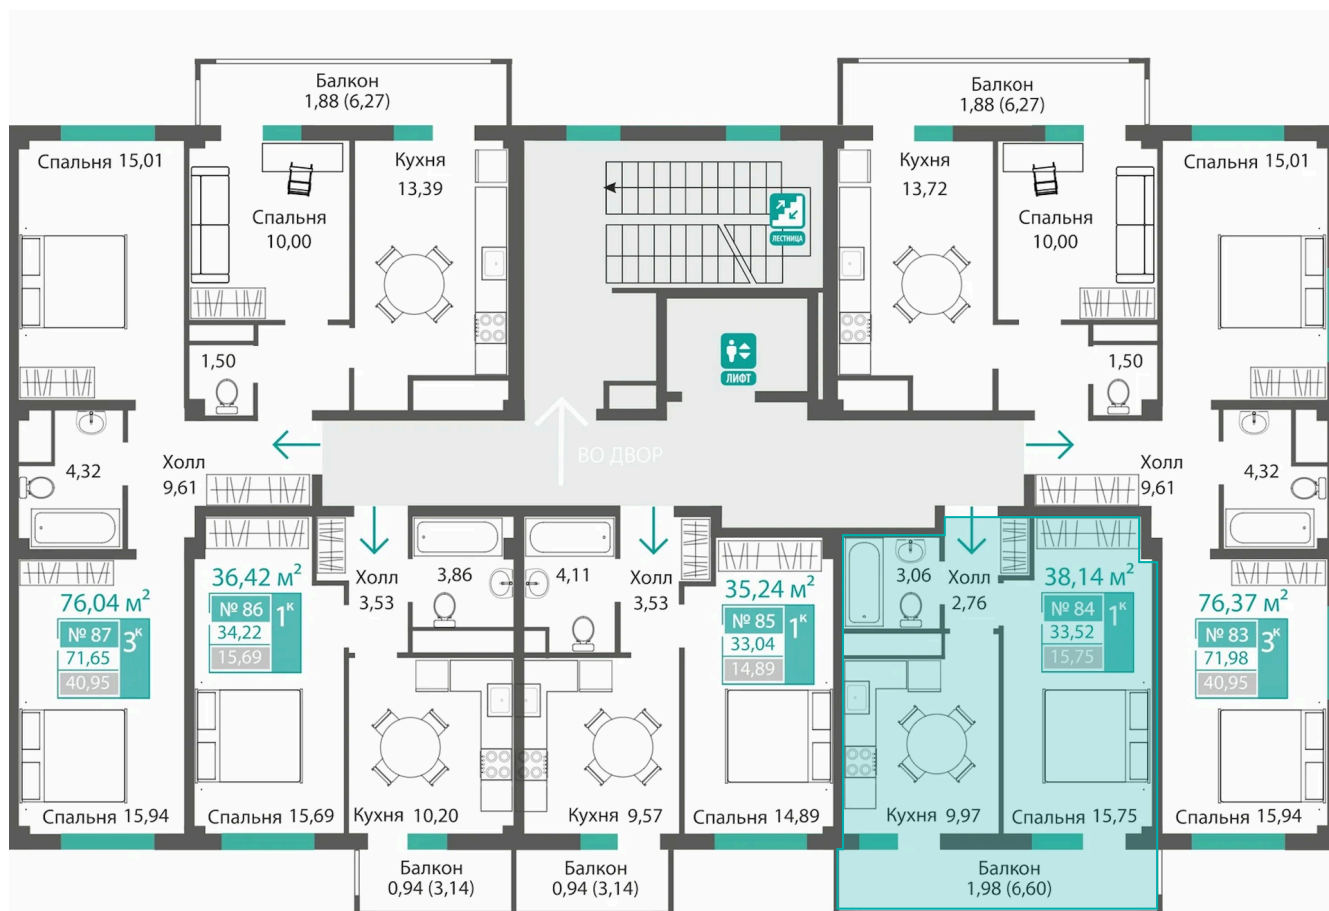 Балкон
1,88 (6,27)
Балкон
1,88 (6,27)
Спальня 15,01
Кухня
13,39
Спальня
10,00
ЛЕСТНИЦА
Кухня
13,72
Спальня
10,00
Спальня 15,01
1,50
ЛИФТ
1,50
4,32
Холл
9,61
ВО ДВОР
Холл
9,61
4,32
76,04 м²
№ 87
71,65
40,95
3к
36,42 м²
№ 86
34,22
15,69
1к
Холл
3,53
3,86
4,11
Холл
3,53
35,24 м²
№ 85
33,04
14,89
1к
3,06
Холл
2,76
38,14 м²
№ 84
33,52
15,75
1к
76,37 м²
№ 83
71,98
40,95
3к
Спальня 15,94
Спальня 15,69
Кухня 10,20
Кухня 9,57
Спальня 14,89
Кухня 9,97
Спальня 15,75
Спальня 15,94
Балкон
0,94 (3,14)
Балкон
0,94 (3,14)
Балкон
1,98 (6,60)